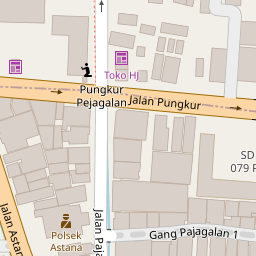 Toko HJ
Pungkur
Pejagalan
Jalan Pungkur
SD
079 P
Jalan Astan
Polsek
Astana
Jalan Paja
Gang Pajagalan 1